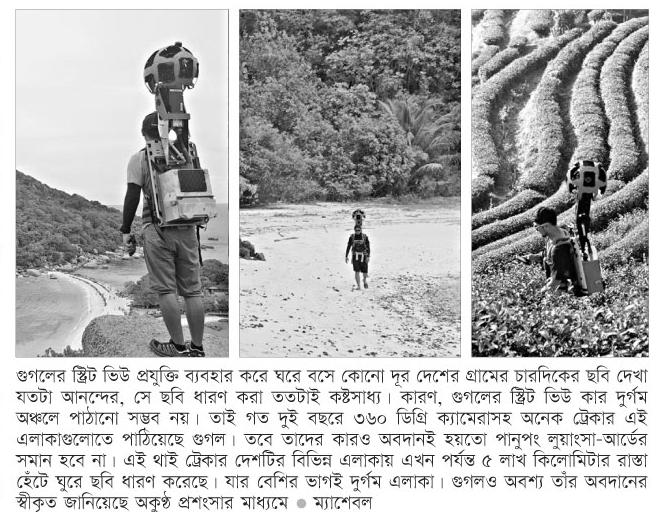 গুগলের স্ট্রিট ভিউ প্রযুক্তি ব্যবহার করে ঘরে বসে কোনো দূর দেশের গ্রামের চারদিকের ছবি দেখা
যতটা আনন্দের, সে ছবি ধারণ করা ততটাই কষ্টসাধ্য। কারণ, গুগলের স্ট্রিট ভিউ কার দুর্গম
অঞ্চলে পাঠানো সম্ভব নয়। তাই গত দুই বছরে ৩৬০ ডিগ্রি ক্যামেরাসহ অনেক ট্রেকার এই
এলাকাগুলোতে পাঠিয়েছে গুগল। তবে তাদের কারও অবদানই হয়তো পানুপং লুয়াংসা-আর্ডের
সমান হবে না। এই থাই ট্রেকার দেশটির বিভিন্ন এলাকায় এখন পর্যন্ত ৫ লাখ কিলোমিটার রাস্তা
হেঁটে ঘুরে ছবি ধারণ করেছে। যার বেশির ভাগই দুর্গম এলাকা। গুগলও অবশ্য তাঁর অবদানের
স্বীকৃত জানিয়েছে অকুণ্ঠ প্রশংসার মাধ্যমে ● ম্যাশেবল